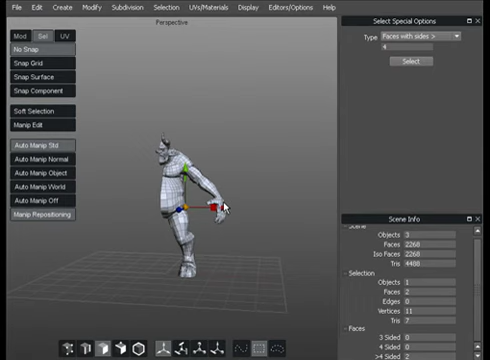 File Edit Create Modify Subdivision Selection UVs/Materials Display Editors/Options Help
Perspective
Mod Sel UV
No Snap
Snap Grid
Snap Surface
Snap Component
Soft Selection
Manip Edit
Auto Manip Std
Auto Manip Normal
Auto Manip Object
Auto Manip World
Auto Manip Off
Manip Repositioning
Select Special Options
Type Faces with sides >
4
Select
Scene Info
Scene
Objects 3
Faces 2268
Iso Faces 2268
Tris 4488
Selection
Objects 1
Faces 2
Edges 0
Vertices 11
Tris 7
Faces
3 Sided 0
4 Sided 0
>4 Sides 2